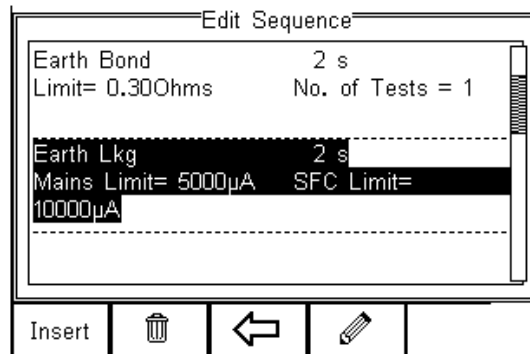 Edit Sequence
Earth Bond 2 s
Limit= 0.30Ohms No. of Tests = 1
Earth Lkg 2 s
Mains Limit= 5000µA SFC Limit=
10000µA
Insert